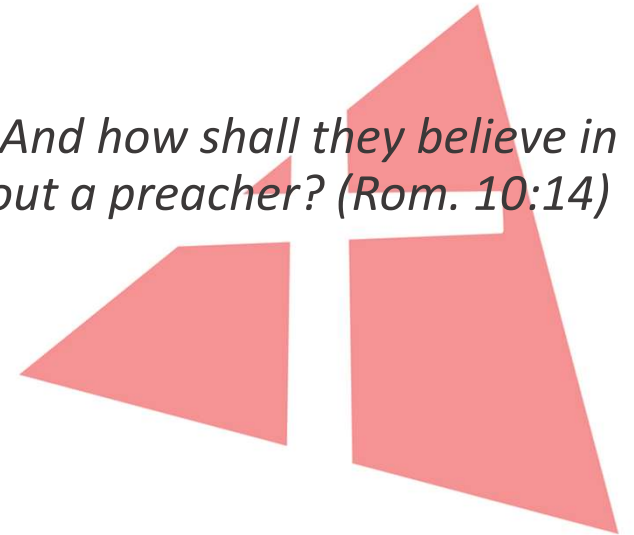 And how shall they believe in
out a preacher? (Rom. 10:14)